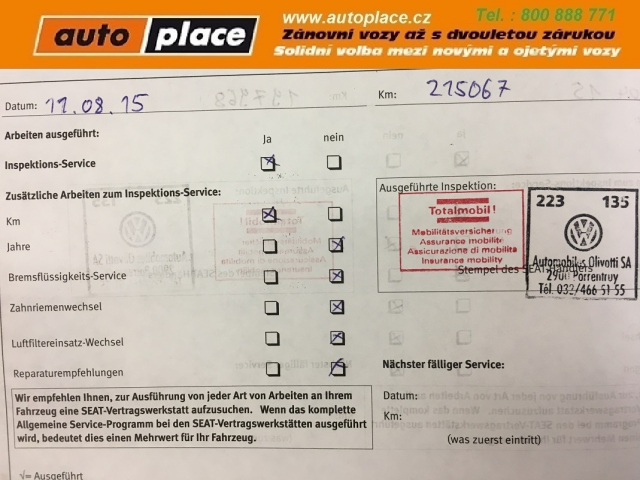 auto place
www.autoplace.cz
Tel. : 800 888 771
Zánovní vozy až s dvouletou zárukou
Solidní volba mezi novými a ojetými vozy
Datum: 11.08.15
Km: 215067
Arbeiten ausgeführt:
Ja
nein
Inspektions-Service
Zusätzliche Arbeiten zum Inspektions-Service:
Km
Jahre
Bremsflüssigkeits-Service
Zahnriemenwechsel
Luftfiltereinsatz-Wechsel
Reparaturempfehlungen
Ausgeführte Inspektion:
Totalmobil!
Mobilitätsversicherung
Assurance mobilité
Assicurazione di mobilità
Insurance mobility
Stempel des SEAT-Händlers
223 135
Automobiles Olivotti SA
2900 Porrentruy
Tél. 032/466 51 55
Nächster fälliger Service:
Datum:
Km:
(was zuerst eintritt)
Wir empfehlen Ihnen, zur Ausführung von jeder Art von Arbeiten an Ihrem
Fahrzeug eine SEAT-Vertragswerkstatt aufzusuchen. Wenn das komplette
Allgemeine Service-Programm bei den SEAT-Vertragswerkstätten ausgeführt
wird, bedeutet dies einen Mehrwert für Ihr Fahrzeug.
√= Ausgeführt